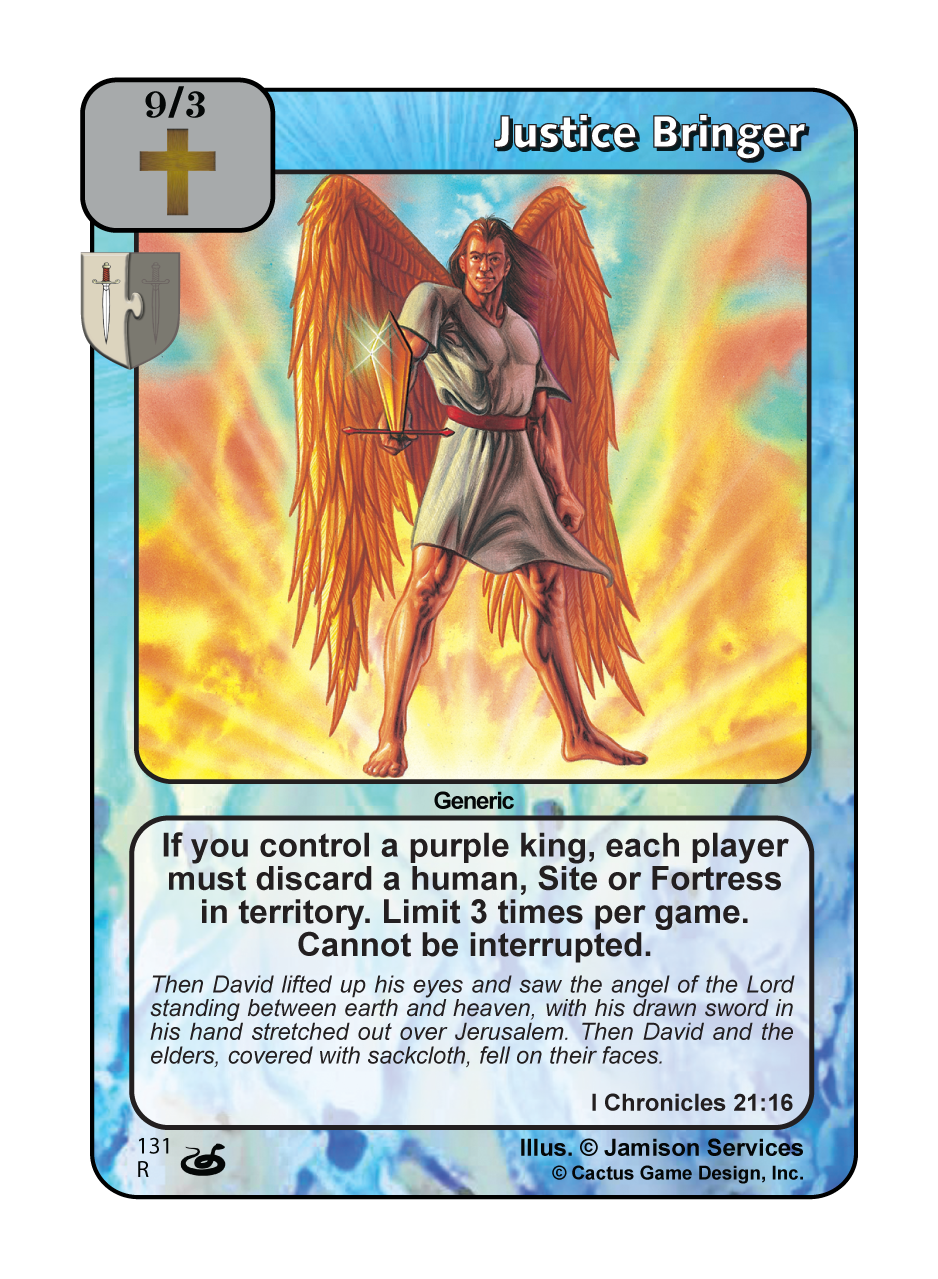 9/3
Justice Bringer
Generic
If you control a purple king, each player
must discard a human, Site or Fortress
in territory. Limit 3 times per game.
Cannot be interrupted.
Then David lifted up his eyes and saw the angel of the Lord
standing between earth and heaven, with his drawn sword in
his hand stretched out over Jerusalem. Then David and the
elders, covered with sackcloth, fell on their faces.
I Chronicles 21:16
131
R
Illus. © Jamison Services
© Cactus Game Design, Inc.